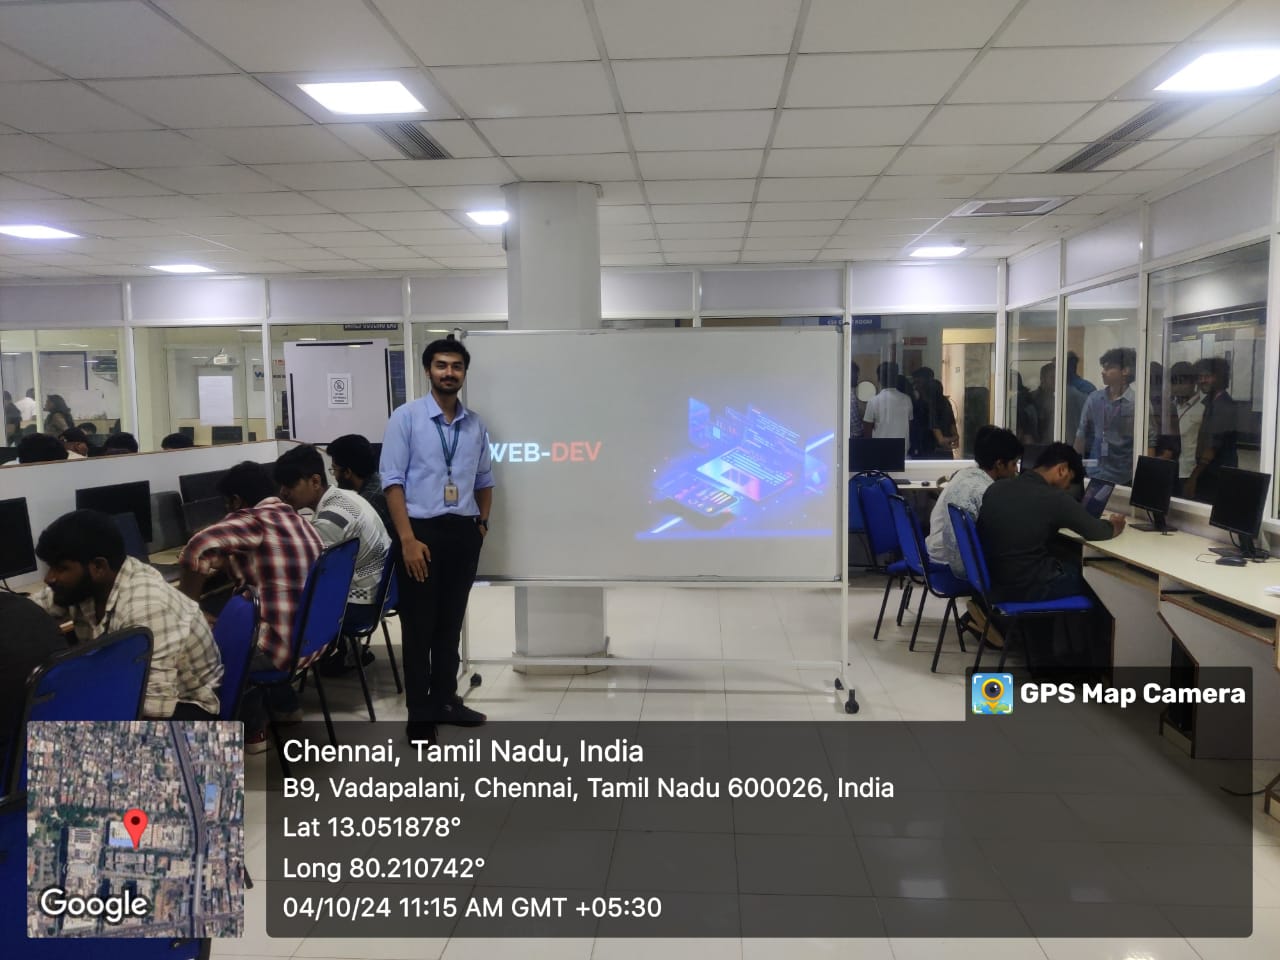 WEB-DEV
GPS Map Camera
Chennai, Tamil Nadu, India
B9, Vadapalani, Chennai, Tamil Nadu 600026, India
Lat 13.051878°
Long 80.210742°
04/10/24 11:15 AM GMT +05:30
Google